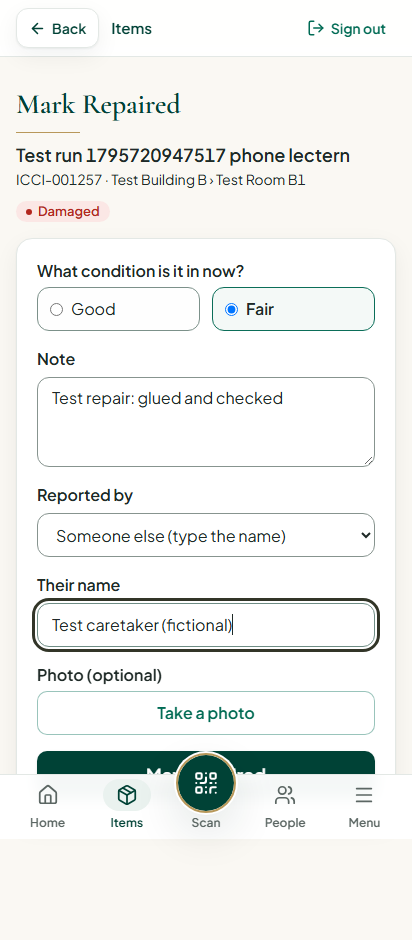 Back
Items
Sign out
Mark Repaired
Test run 1795720947517 phone lectern
ICCI-001257 · Test Building B › Test Room B1
Damaged
What condition is it in now?
Good
Fair
Note
Test repair: glued and checked
Reported by
Someone else (type the name)
Their name
Test caretaker (fictional)
Photo (optional)
Take a photo
Home
Items
Scan
People
Menu